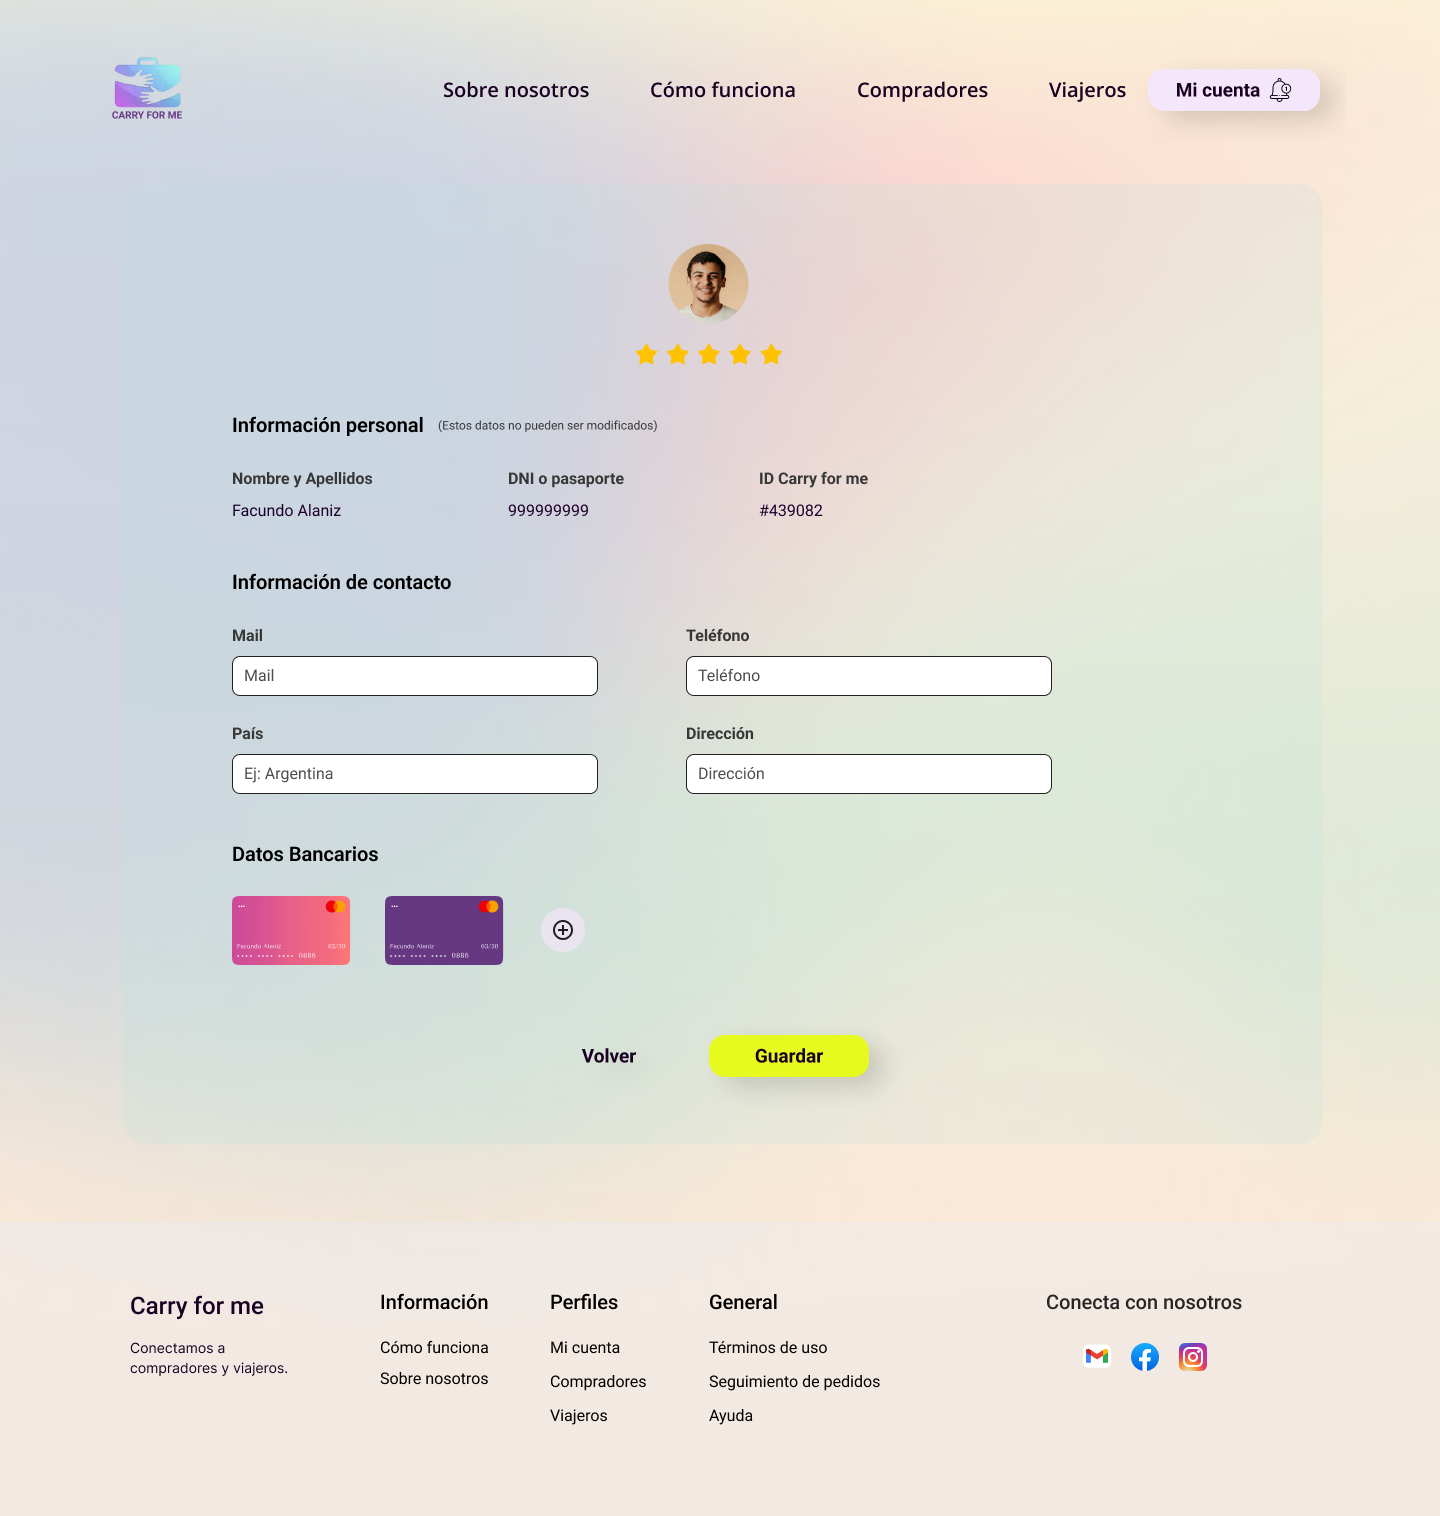 CARRY FOR ME
Sobre nosotros
Cómo funciona
Compradores
Viajeros
Mi cuenta
Información personal (Estos datos no pueden ser modificados)
Nombre y Apellidos
DNI o pasaporte
ID Carry for me
Facundo Alaniz
999999999
#439082
Información de contacto
Mail
Teléfono
Mail
Teléfono
País
Dirección
Ej: Argentina
Dirección
Datos Bancarios
Facundo Alaniz 03/30
•••• •••• •••• 0886
Facundo Alaniz 03/30
•••• •••• •••• 0886
Volver
Guardar
Carry for me
Conectamos a
compradores y viajeros.
Información
Cómo funciona
Sobre nosotros
Perfiles
Mi cuenta
Compradores
Viajeros
General
Términos de uso
Seguimiento de pedidos
Ayuda
Conecta con nosotros